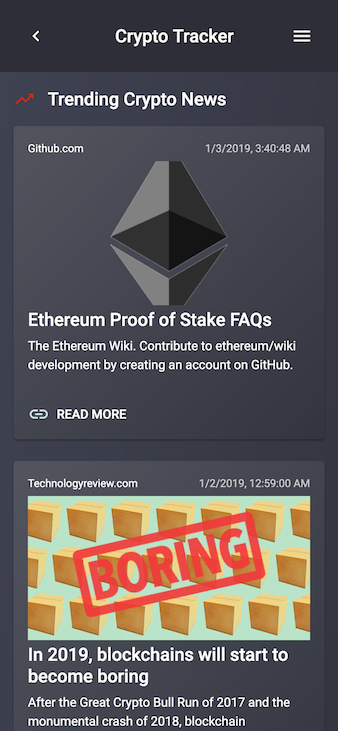 Crypto Tracker
Trending Crypto News
Github.com
1/3/2019, 3:40:48 AM
Ethereum Proof of Stake FAQs
The Ethereum Wiki. Contribute to ethereum/wiki
development by creating an account on GitHub.
READ MORE
Technologyreview.com
1/2/2019, 12:59:00 AM
BORING
In 2019, blockchains will start to
become boring
After the Great Crypto Bull Run of 2017 and the
monumental crash of 2018, blockchain